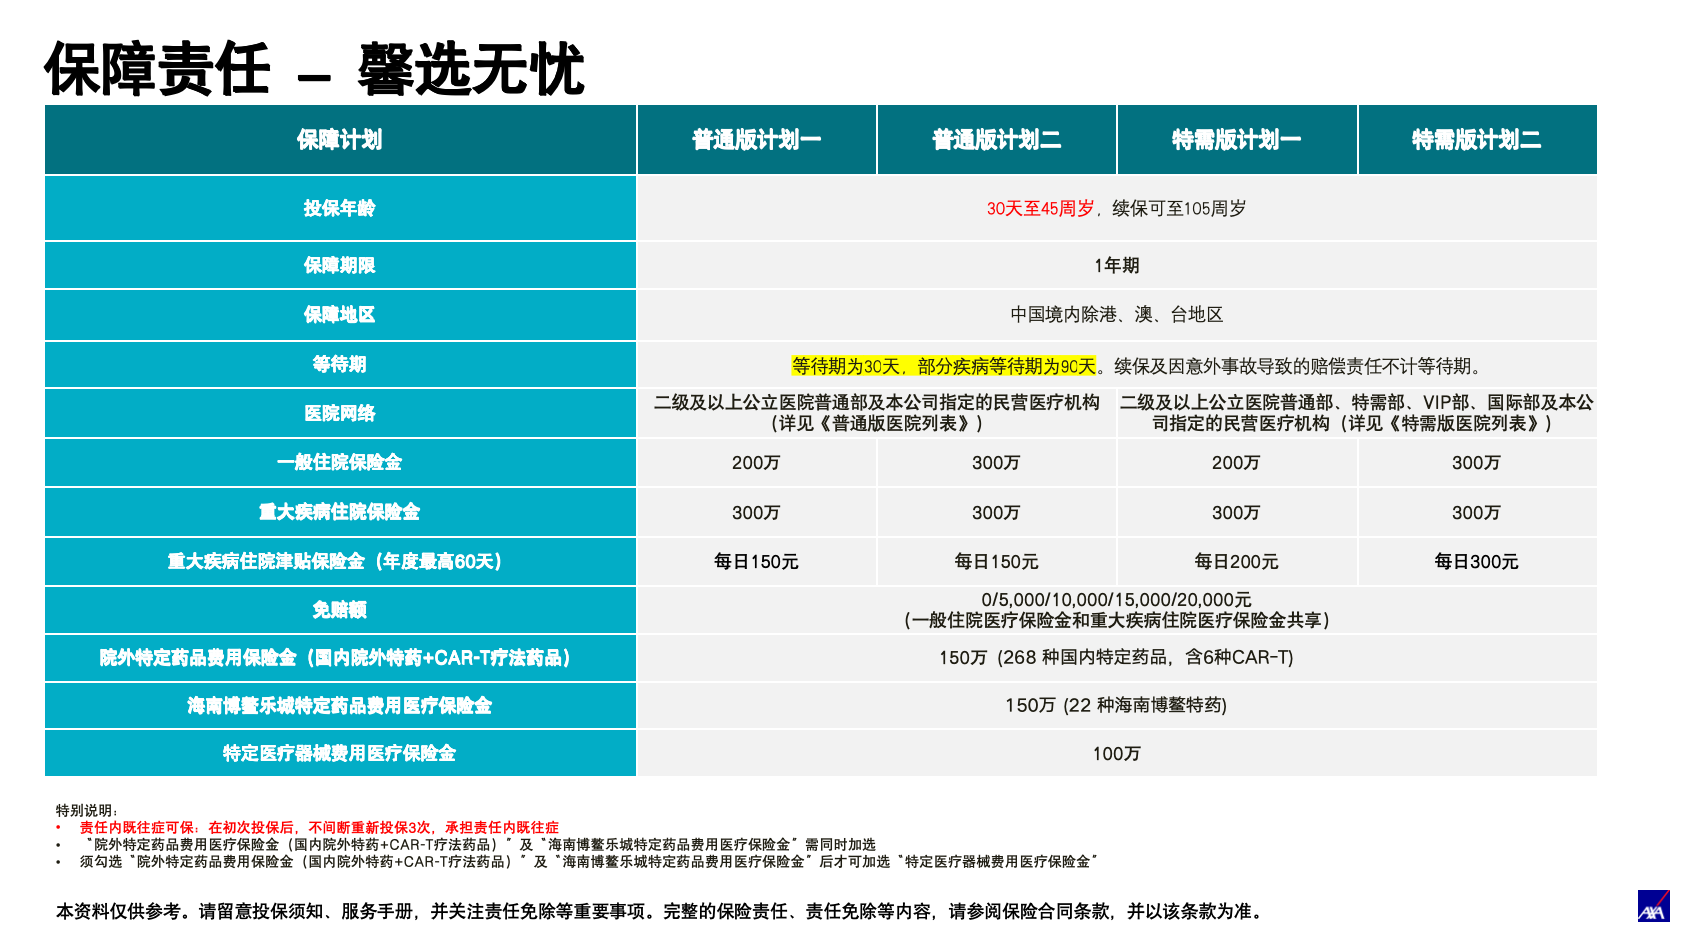 保障责任 – 馨选无忧
保障计划 普通版计划一 普通版计划二 特需版计划一 特需版计划二
投保年龄 30天至45周岁，续保可至105周岁
保障期限 1年期
保障地区 中国境内除港、澳、台地区
等待期 等待期为30天，部分疾病等待期为90天。续保及因意外事故导致的赔偿责任不计等待期。
医院网络 二级及以上公立医院普通部及本公司指定的民营医疗机构 二级及以上公立医院普通部、特需部、VIP部、国际部及本公
（详见《普通版医院列表》） 司指定的民营医疗机构（详见《特需版医院列表》）
一般住院保险金 200万 300万 200万 300万
重大疾病住院保险金 300万 300万 300万 300万
重大疾病住院津贴保险金（年度最高60天） 每日150元 每日150元 每日200元 每日300元
免赔额 0/5,000/10,000/15,000/20,000元
（一般住院医疗保险金和重大疾病住院医疗保险金共享）
院外特定药品费用保险金（国内院外特药+CAR-T疗法药品） 150万 (268 种国内特定药品，含6种CAR-T)
海南博鳌乐城特定药品费用医疗保险金 150万 (22 种海南博鳌特药)
特定医疗器械费用医疗保险金 100万
特别说明：
• 责任内既往症可保：在初次投保后，不间断重新投保3次，承担责任内既往症
• “院外特定药品费用医疗保险金（国内院外特药+CAR-T疗法药品）”及“海南博鳌乐城特定药品费用医疗保险金”需同时加选
• 须勾选“院外特定药品费用保险金（国内院外特药+CAR-T疗法药品）”及“海南博鳌乐城特定药品费用医疗保险金”后才可加选“特定医疗器械费用医疗保险金”
本资料仅供参考。请留意投保须知、服务手册，并关注责任免除等重要事项。完整的保险责任、责任免除等内容，请参阅保险合同条款，并以该条款为准。
AXA